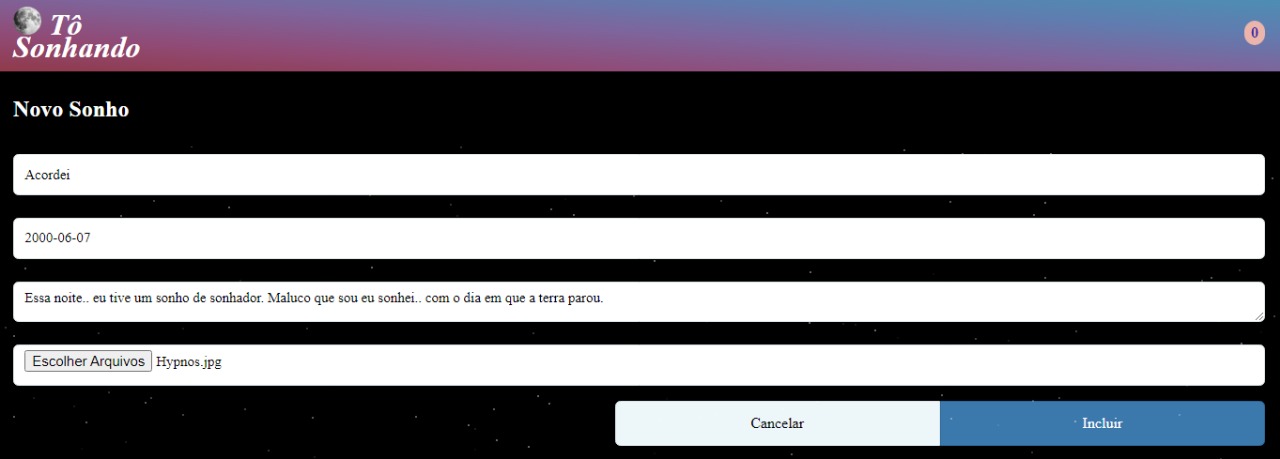 Tô
Sonhando
0
Novo Sonho
Acordei
2000-06-07
Essa noite.. eu tive um sonho de sonhador. Maluco que sou eu sonhei.. com o dia em que a terra parou.
Escolher Arquivos Hypnos.jpg
Cancelar Incluir